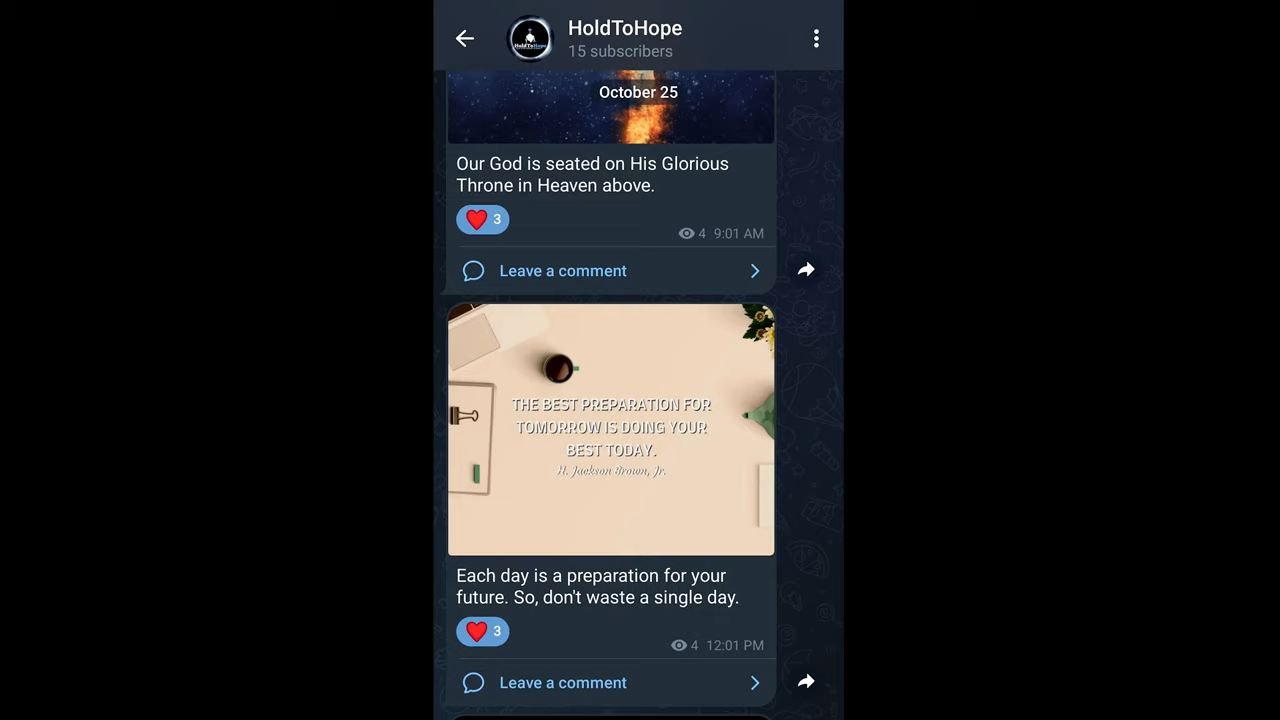 HoldToHope
15 subscribers
HoldToHope
October 25
Our God is seated on His Glorious
Throne in Heaven above.
3
4 9:01 AM
Leave a comment
THE BEST PREPARATION FOR
TOMORROW IS DOING YOUR
BEST TODAY.
H. Jackson Brown, Jr.
Each day is a preparation for your
future. So, don't waste a single day.
3
4 12:01 PM
Leave a comment